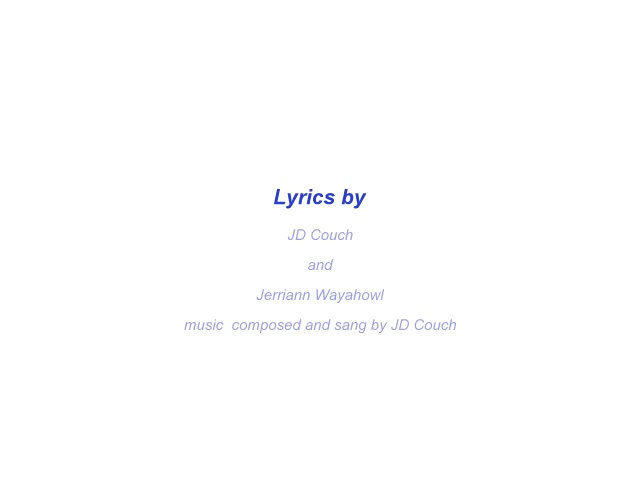 Lyrics by
JD Couch
and
Jerriann Wayahowl
music  composed and sang by JD Couch